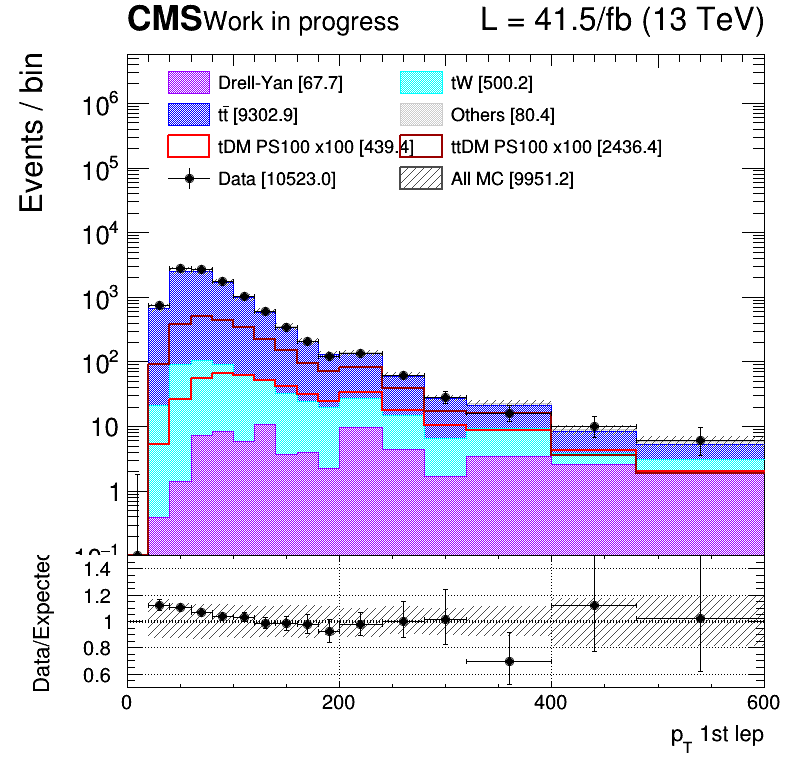 CMS Work in progress L = 41.5/fb (13 TeV)
Events / bin
10⁶
10⁵
10⁴
10³
10²
10
1
10⁻¹
Drell-Yan [67.7] tW [500.2]
tt̄ [9302.9] Others [80.4]
tDM PS100 x100 [439.4] ttDM PS100 x100 [2436.4]
Data [10523.0] All MC [9951.2]
Data/Expected
1.4
1.2
1
0.8
0.6
0 200 400 600
p_T 1st lep